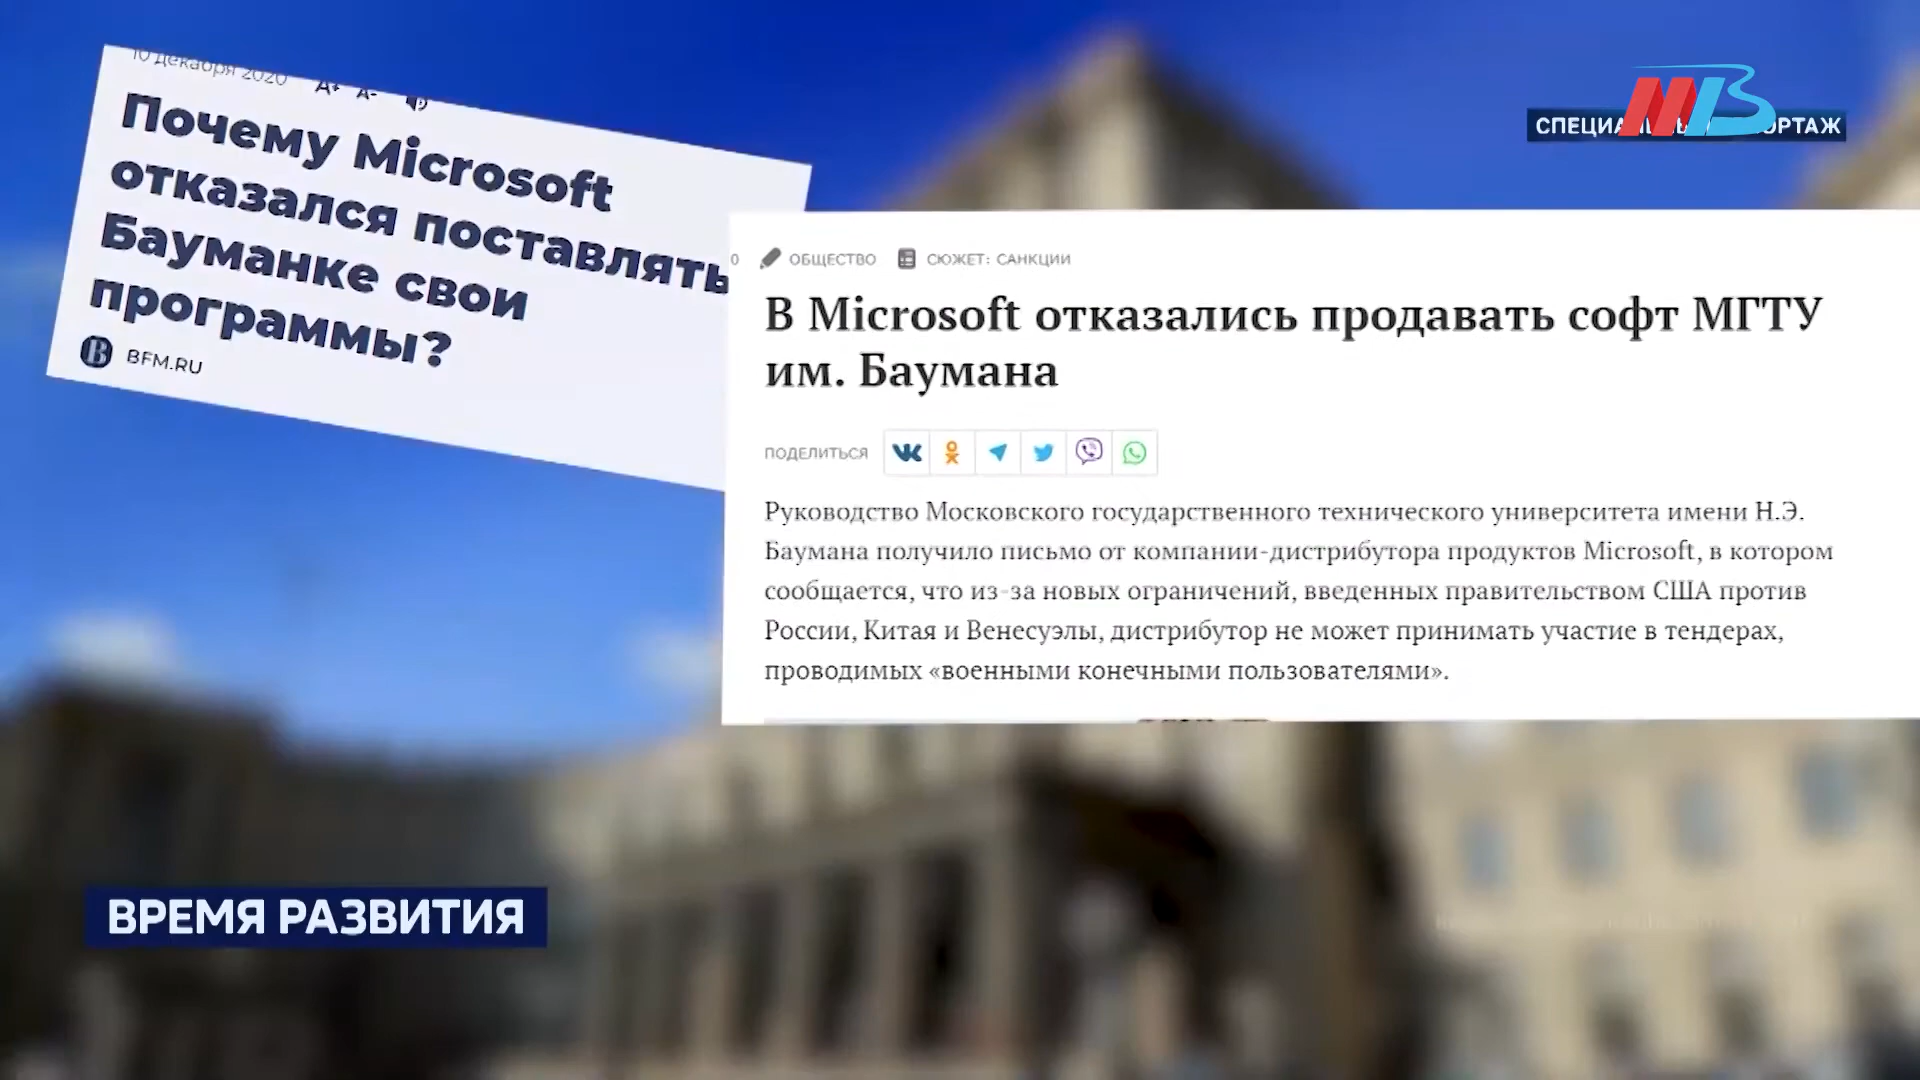 10 декабря 2020 A+ A-
Почему Microsoft
отказался поставлять
Бауманке свои
программы?
B BFM.RU
СПЕЦИА
ОРТАЖ
0 ОБЩЕСТВО СЮЖЕТ: САНКЦИИ
В Microsoft отказались продавать софт МГТУ
им. Баумана
ПОДЕЛИТЬСЯ
Руководство Московского государственного технического университета имени Н.Э.
Баумана получило письмо от компании-дистрибутора продуктов Microsoft, в котором
сообщается, что из-за новых ограничений, введенных правительством США против
России, Китая и Венесуэлы, дистрибутор не может принимать участие в тендерах,
проводимых «военными конечными пользователями».
ВРЕМЯ РАЗВИТИЯ